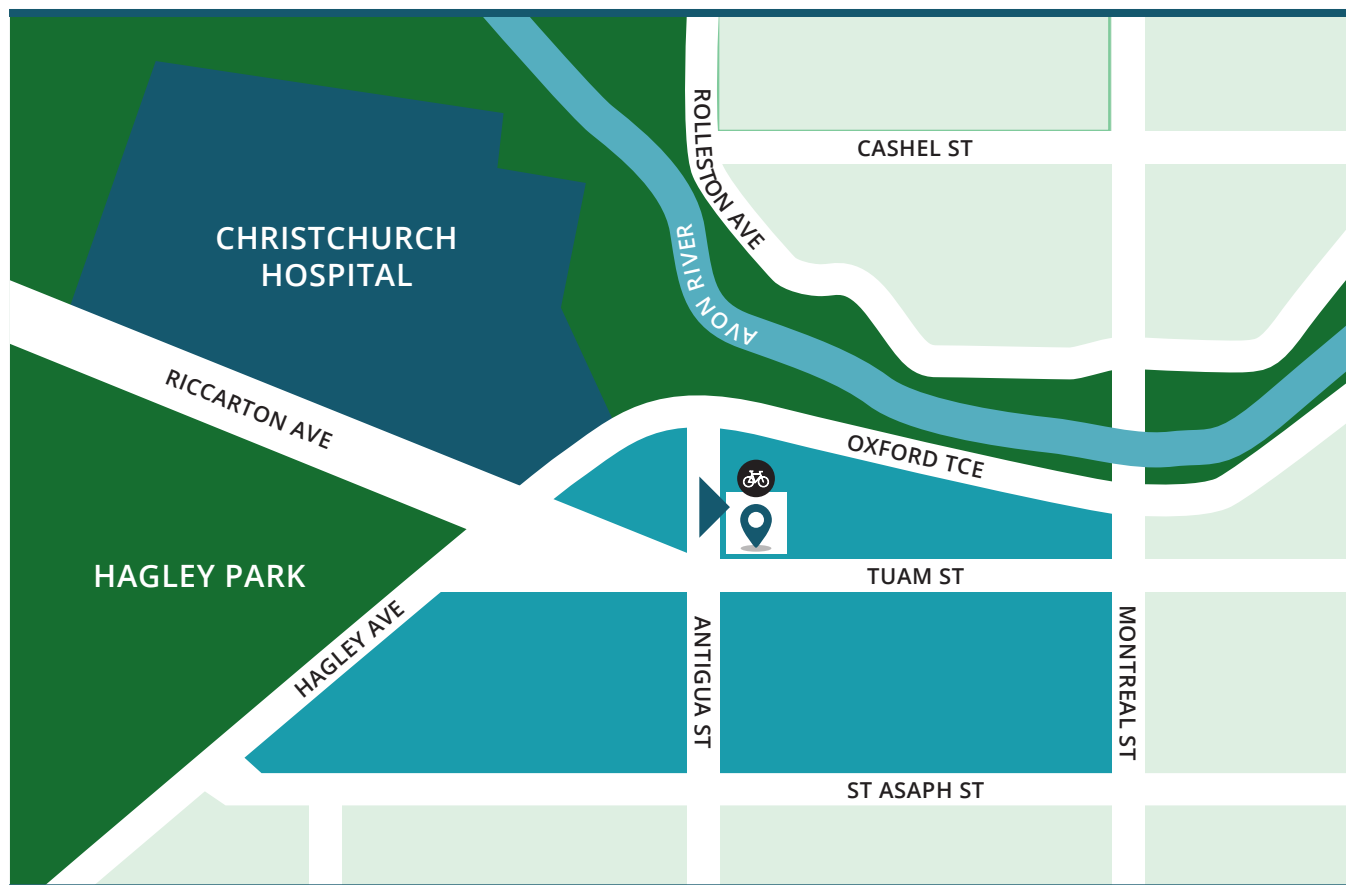 ROLLESTON AVE
CASHEL ST
CHRISTCHURCH
HOSPITAL
AVON RIVER
RICCARTON AVE
OXFORD TCE
HAGLEY PARK
TUAM ST
HAGLEY AVE
ANTIGUA ST
MONTREAL ST
ST ASAPH ST